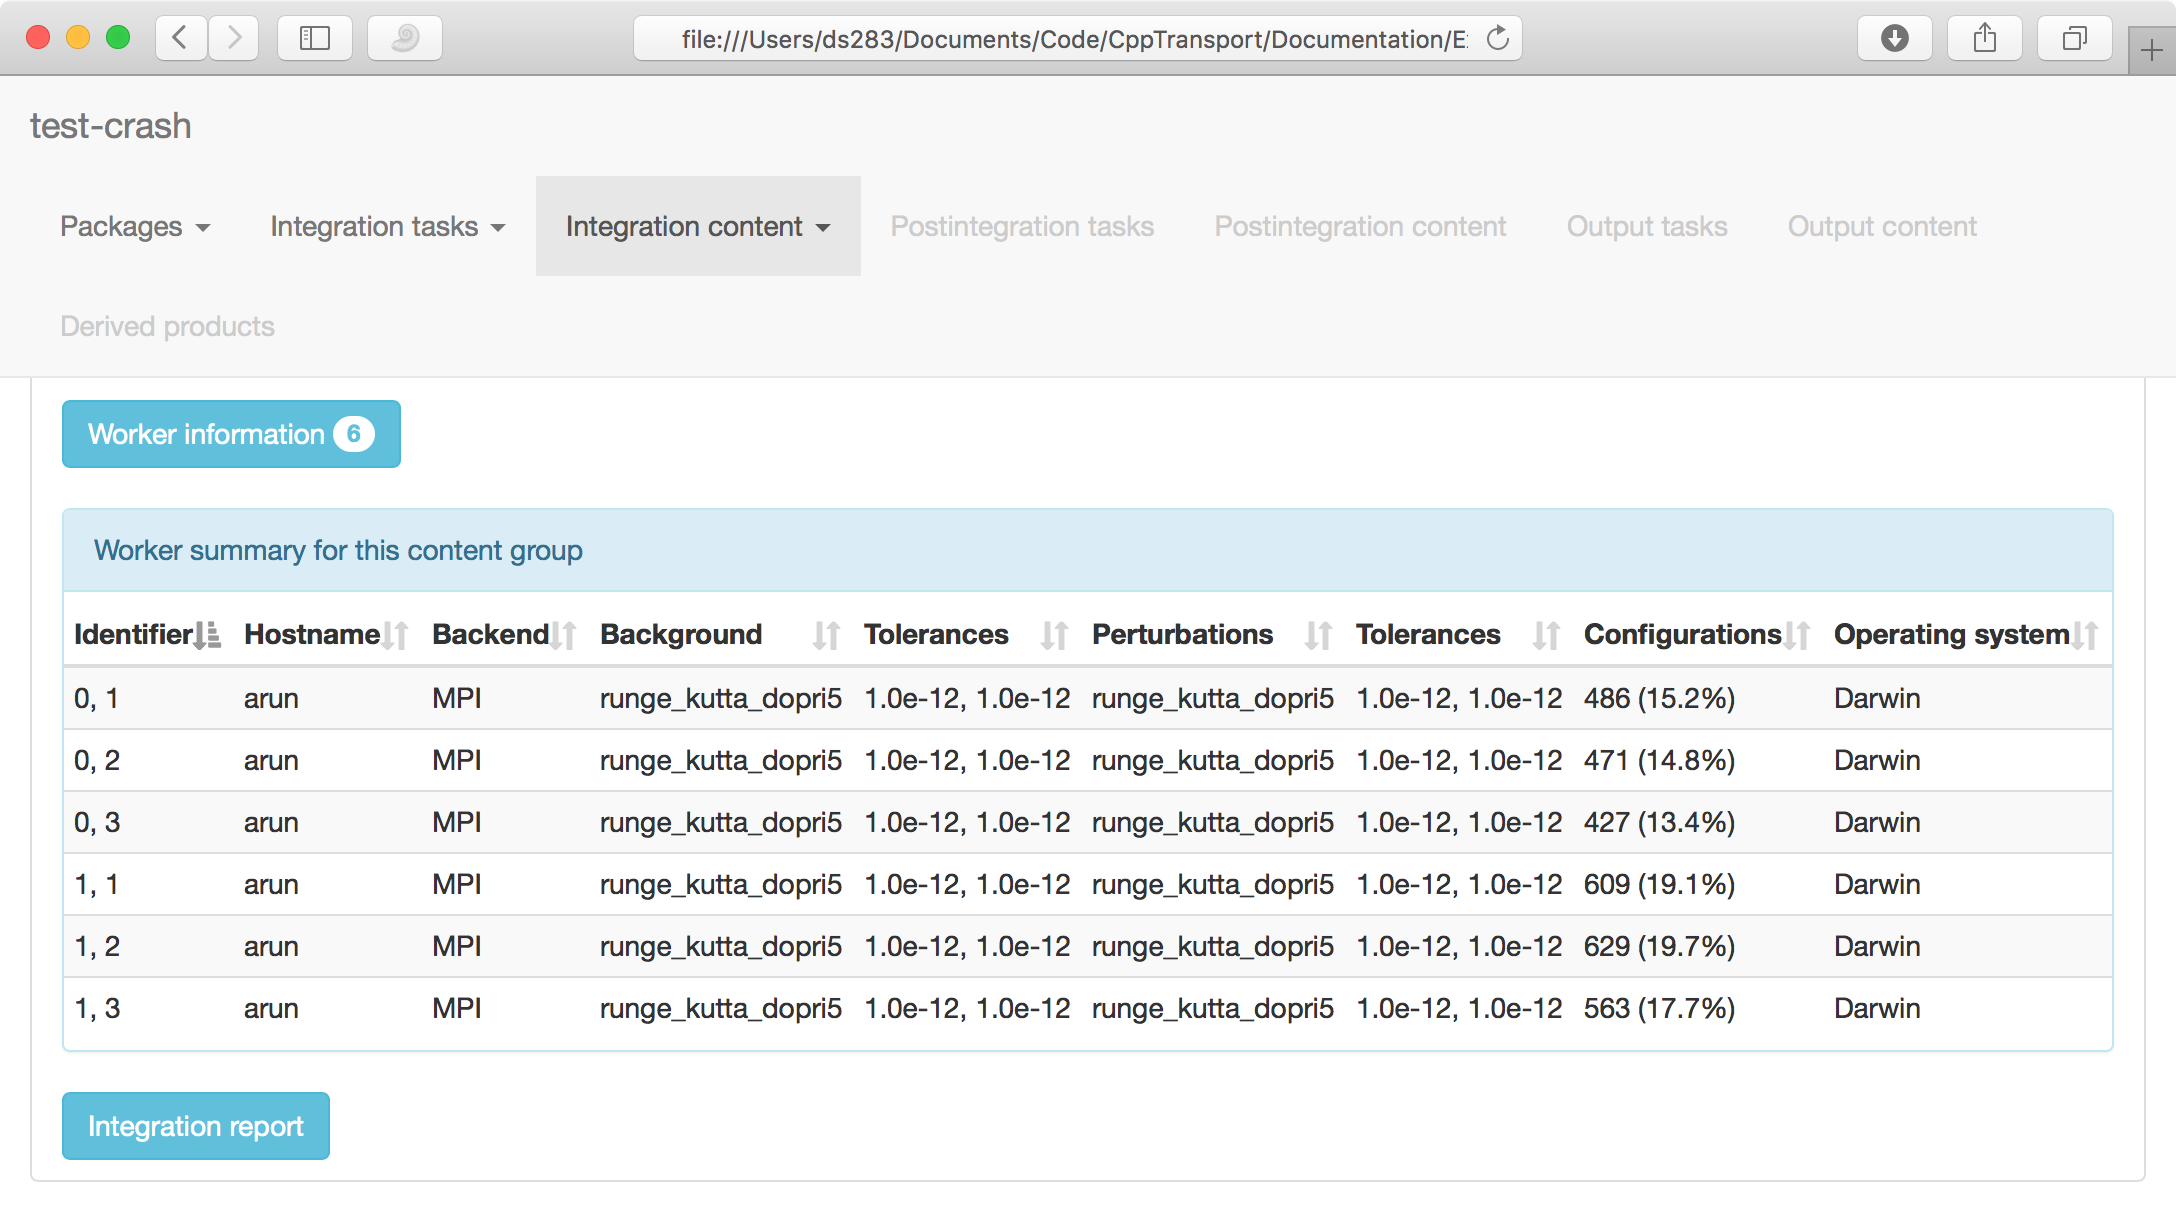 file:///Users/ds283/Documents/Code/CppTransport/Documentation/E
test-crash
Packages Integration tasks Integration content Postintegration tasks Postintegration content Output tasks Output content
Derived products
Worker information 6
Worker summary for this content group
Identifier Hostname Backend Background Tolerances Perturbations Tolerances Configurations Operating system
0, 1 arun MPI runge_kutta_dopri5 1.0e-12, 1.0e-12 runge_kutta_dopri5 1.0e-12, 1.0e-12 486 (15.2%) Darwin
0, 2 arun MPI runge_kutta_dopri5 1.0e-12, 1.0e-12 runge_kutta_dopri5 1.0e-12, 1.0e-12 471 (14.8%) Darwin
0, 3 arun MPI runge_kutta_dopri5 1.0e-12, 1.0e-12 runge_kutta_dopri5 1.0e-12, 1.0e-12 427 (13.4%) Darwin
1, 1 arun MPI runge_kutta_dopri5 1.0e-12, 1.0e-12 runge_kutta_dopri5 1.0e-12, 1.0e-12 609 (19.1%) Darwin
1, 2 arun MPI runge_kutta_dopri5 1.0e-12, 1.0e-12 runge_kutta_dopri5 1.0e-12, 1.0e-12 629 (19.7%) Darwin
1, 3 arun MPI runge_kutta_dopri5 1.0e-12, 1.0e-12 runge_kutta_dopri5 1.0e-12, 1.0e-12 563 (17.7%) Darwin
Integration report